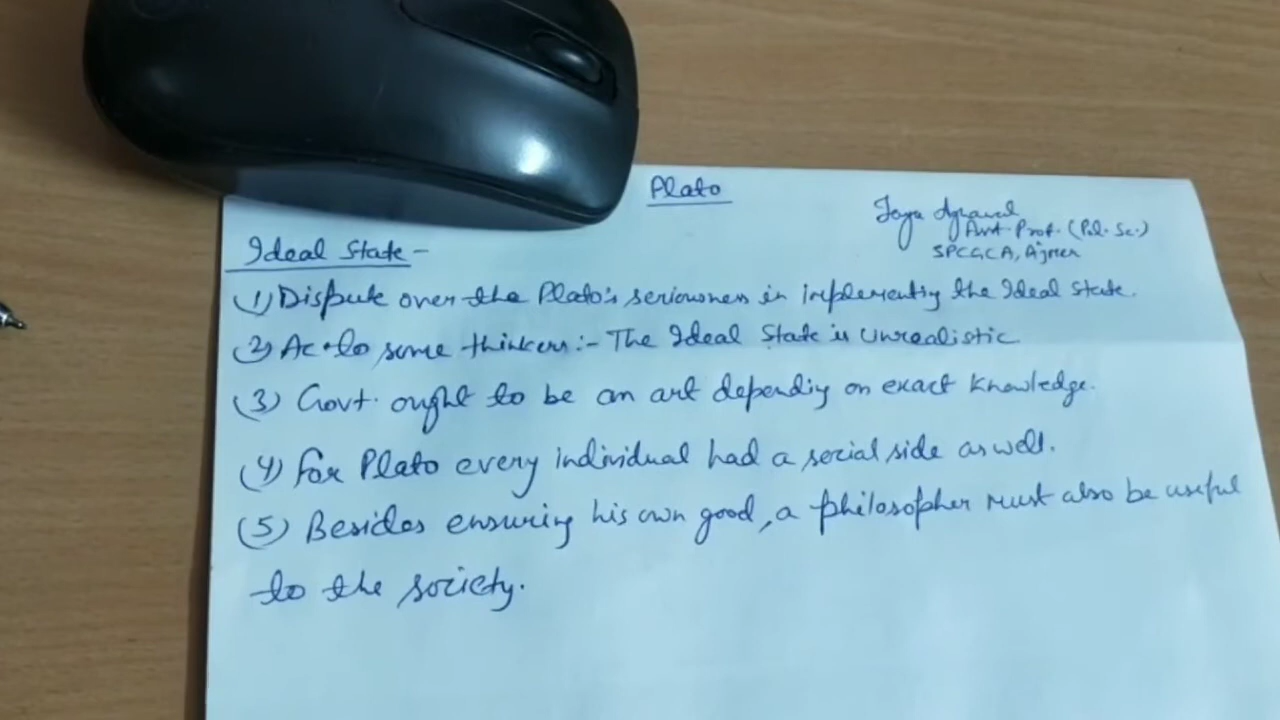 Plato
Jaya Agrawal
Asst. Prof. (Pol. Sc.)
SPCGCA, Ajmer
Ideal State -
(1) Dispute over the Plato's seriousness in implementing the Ideal State.
(2) Ac. to some thinkers :- The Ideal State is unrealistic
(3) Govt. ought to be an art depending on exact knowledge.
(4) For Plato every individual had a social side as well.
(5) Besides ensuring his own good, a philosopher must also be useful
to the society.